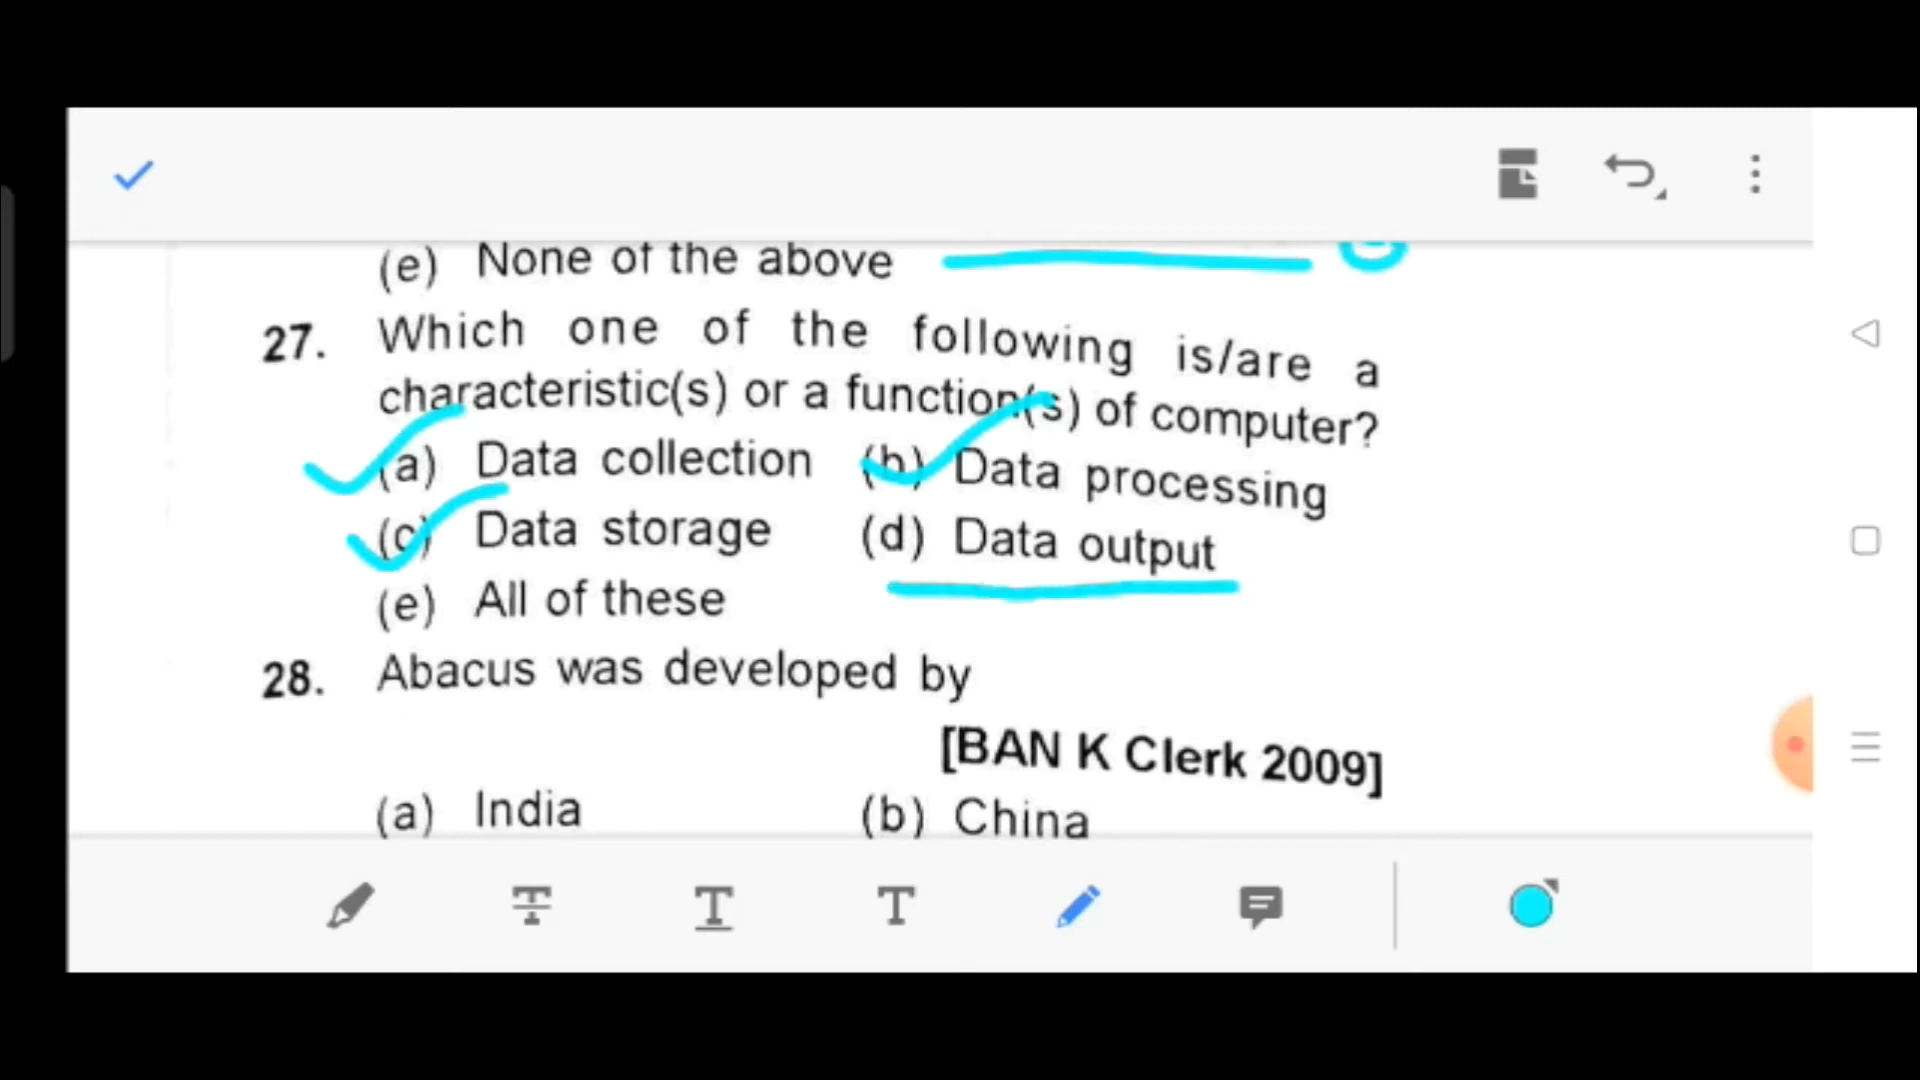 (e) None of the above
27. Which one of the following is/are a
characteristic(s) or a function(s) of computer?
(a) Data collection (b) Data processing
(c) Data storage (d) Data output
(e) All of these
28. Abacus was developed by
[BAN K Clerk 2009]
(a) India (b) China